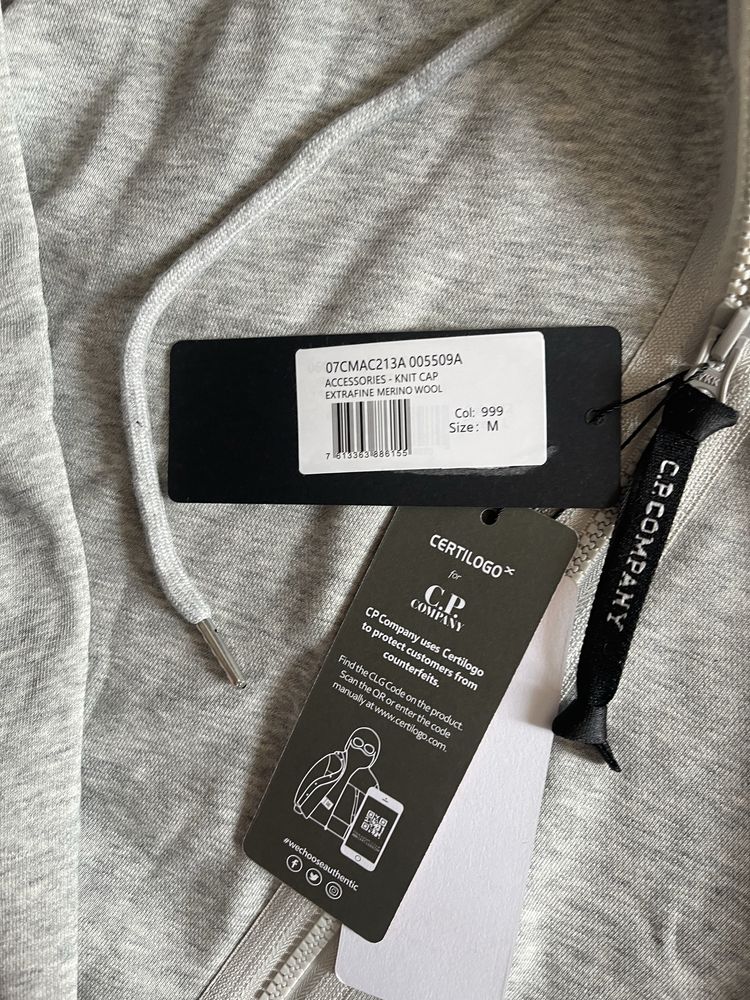 07CMAC213A 005509A
ACCESSORIES - KNIT CAP
EXTRAFINE MERINO WOOL
Col: 999
Size: M
7 613363 886155
C.P.COMPANY
CERTILOGO
for
C.P.
COMPANY
CP Company uses Certilogo
to protect customers from
counterfeits.
Find the CLG Code on the product.
Scan the QR or enter the code
manually at www.certilogo.com.
#wechooseauthentic